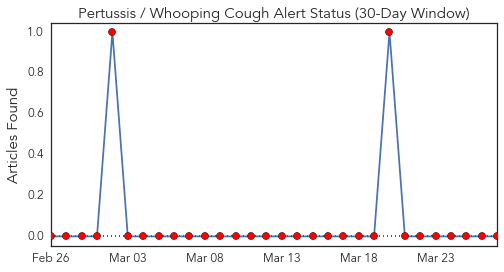 Pertussis / Whooping Cough Alert Status (30-Day Window)
Articles Found
1.0
0.8
0.6
0.4
0.2
0.0
Feb 26 Mar 03 Mar 08 Mar 13 Mar 18 Mar 23